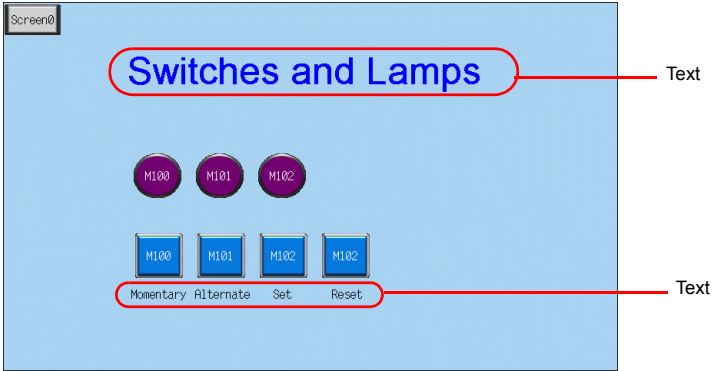 Screen0
Switches and Lamps
Text
M100 M101 M102
M100 M101 M102 M102
Momentary Alternate Set Reset
Text